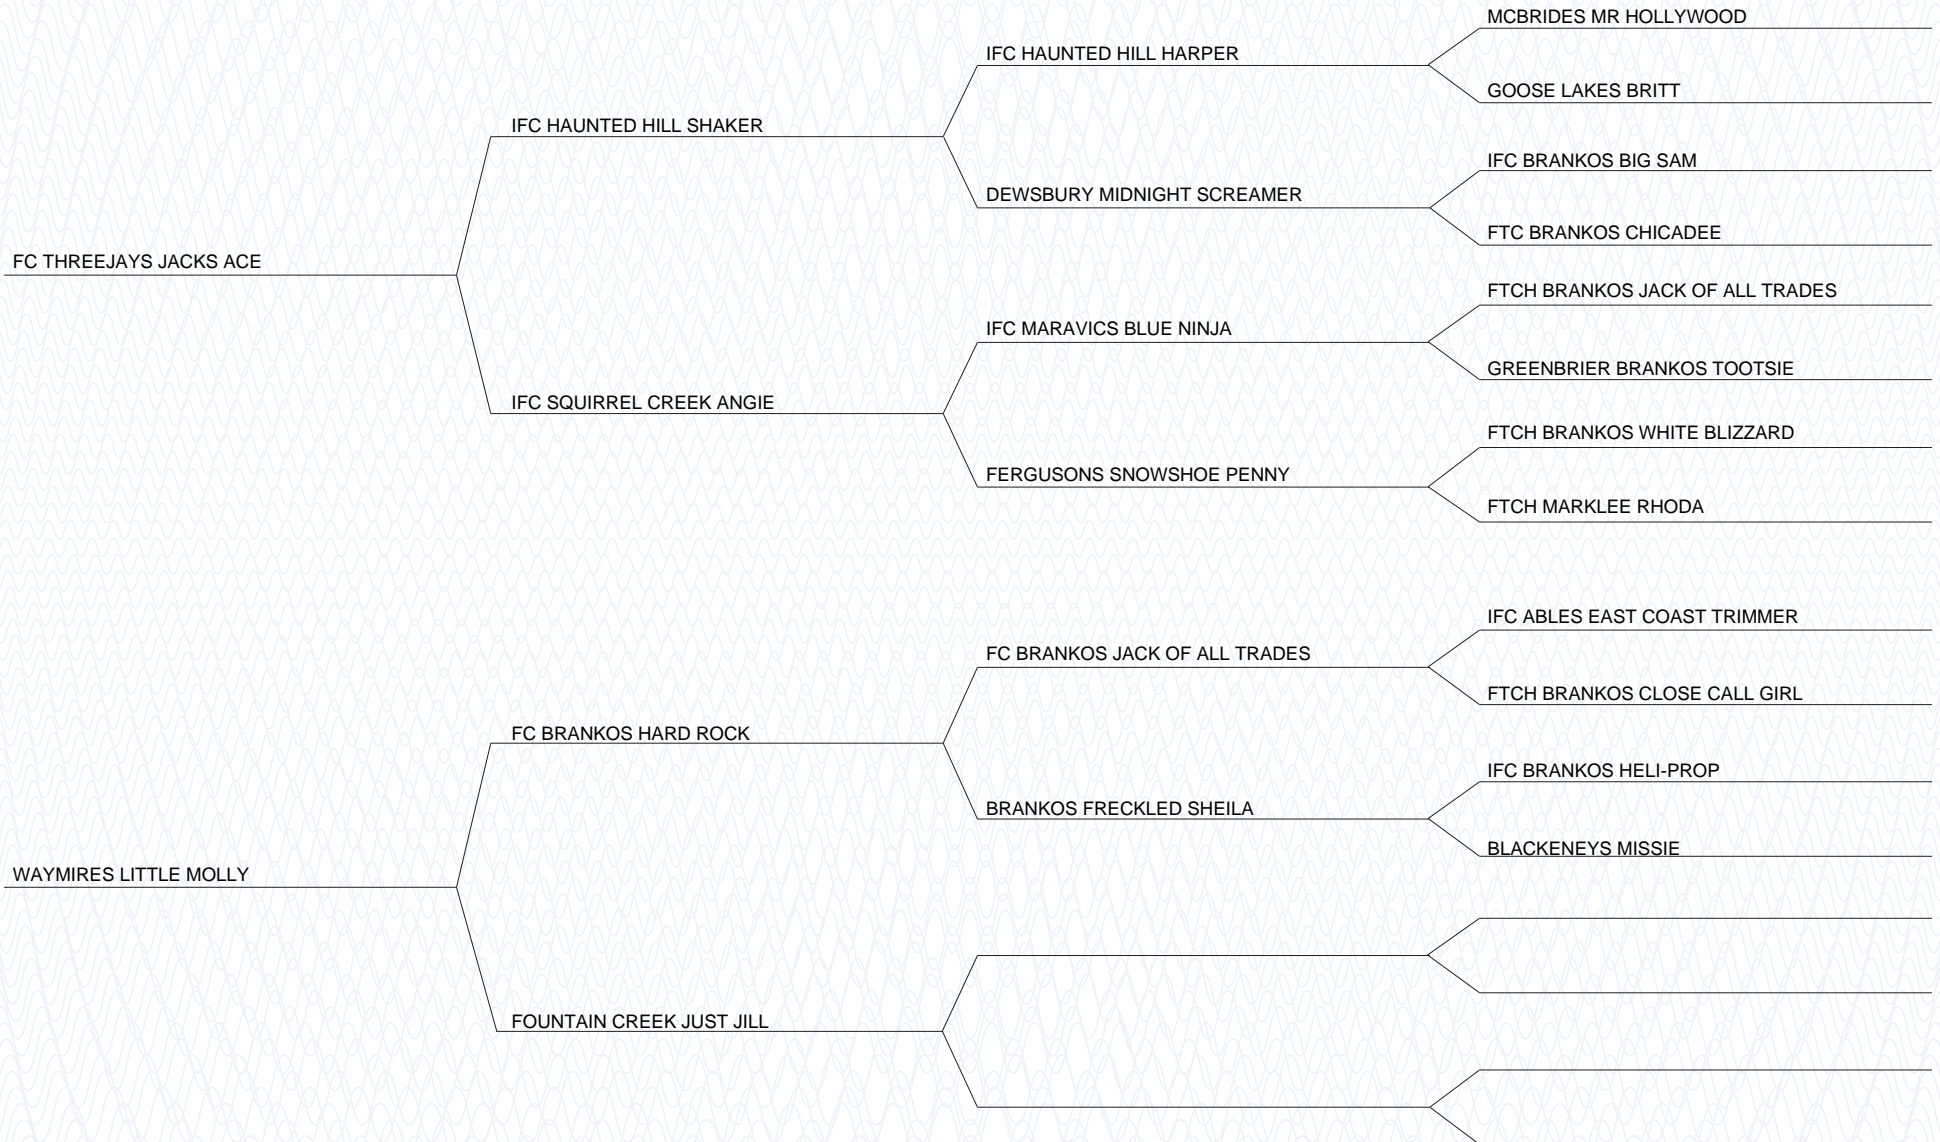 MCBRIDES MR HOLLYWOOD
IFC HAUNTED HILL HARPER
GOOSE LAKES BRITT
IFC HAUNTED HILL SHAKER
IFC BRANKOS BIG SAM
DEWSBURY MIDNIGHT SCREAMER
FTC BRANKOS CHICADEE
FC THREEJAYS JACKS ACE
FTCH BRANKOS JACK OF ALL TRADES
IFC MARAVICS BLUE NINJA
GREENBRIER BRANKOS TOOTSIE
IFC SQUIRREL CREEK ANGIE
FTCH BRANKOS WHITE BLIZZARD
FERGUSONS SNOWSHOE PENNY
FTCH MARKLEE RHODA
IFC ABLES EAST COAST TRIMMER
FC BRANKOS JACK OF ALL TRADES
FTCH BRANKOS CLOSE CALL GIRL
FC BRANKOS HARD ROCK
IFC BRANKOS HELI-PROP
BRANKOS FRECKLED SHEILA
BLACKENEYS MISSIE
WAYMIRES LITTLE MOLLY
FOUNTAIN CREEK JUST JILL